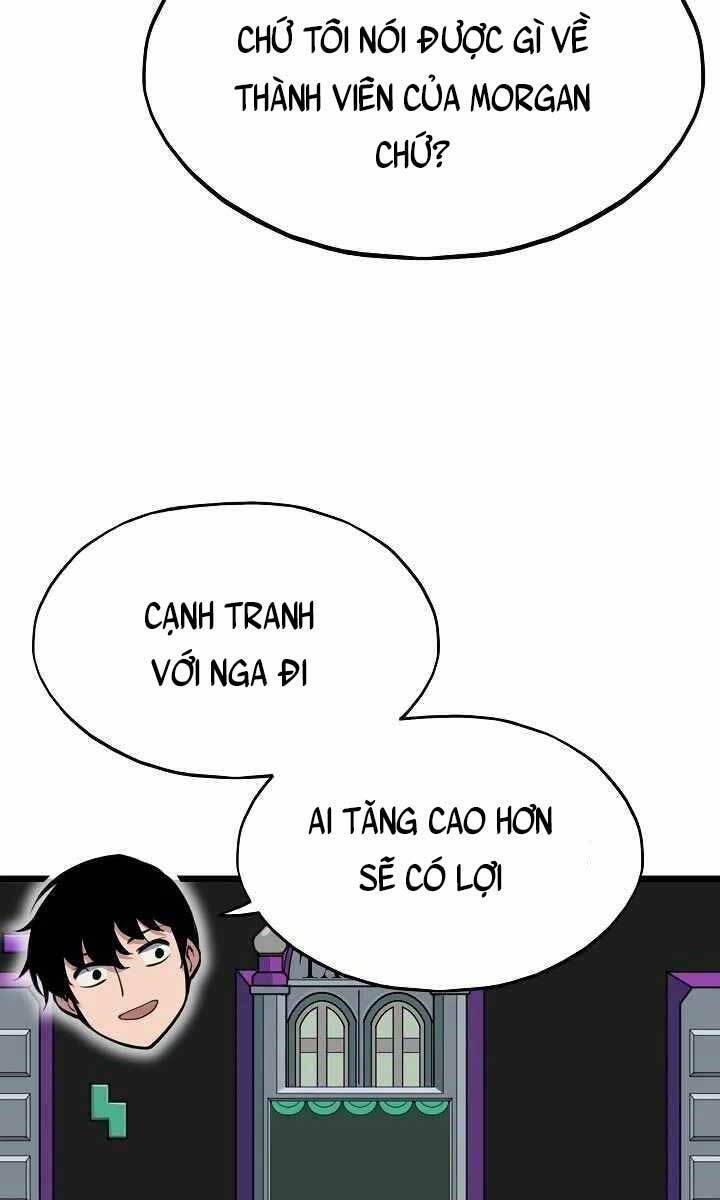 CHỨ TÔI NÓI ĐƯỢC GÌ VỀ
THÀNH VIÊN CỦA MORGAN
CHỨ?
CẠNH TRANH
VỚI NGA ĐI
AI TĂNG CAO HƠN
SẼ CÓ LỢI